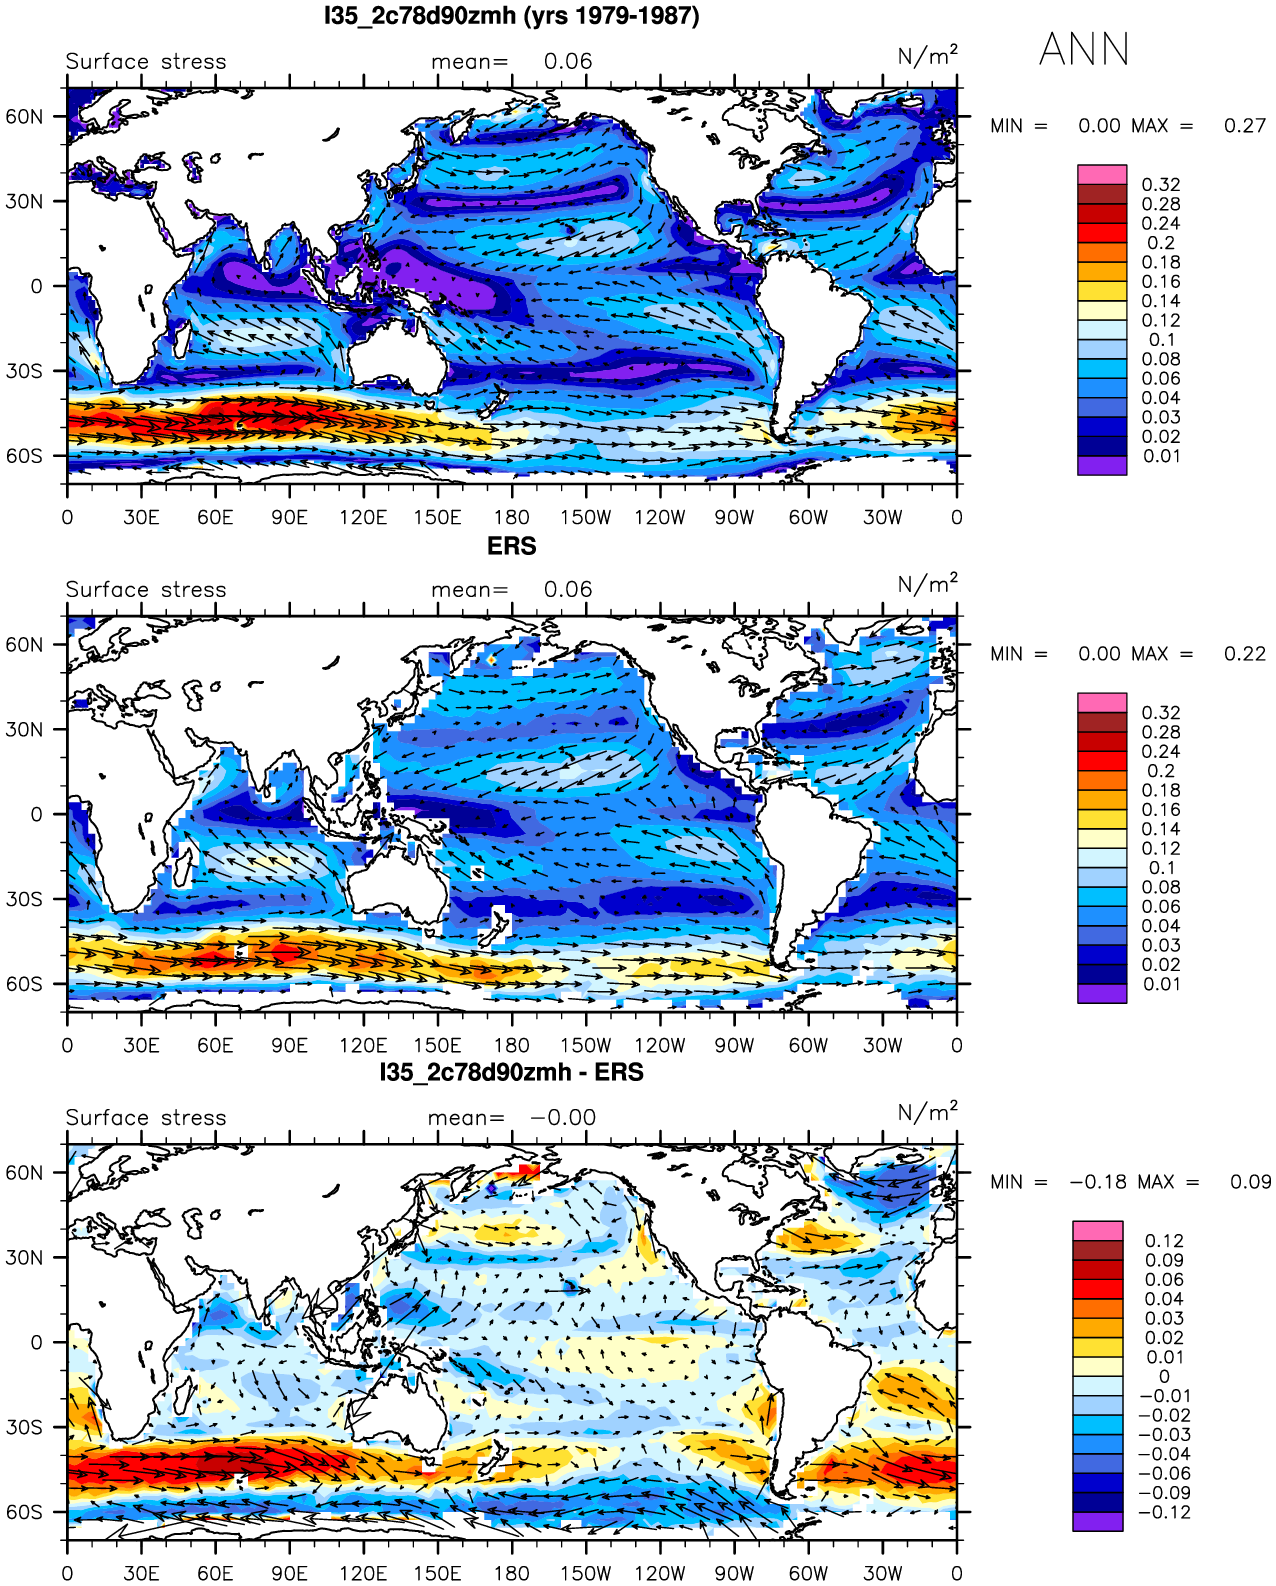 I35_2c78d90zmh (yrs 1979-1987)
Surface stress mean= 0.06 N/m²
ANN
MIN = 0.00 MAX = 0.27
60N
30N
0
30S
60S
0 30E 60E 90E 120E 150E 180 150W 120W 90W 60W 30W 0
0.32
0.28
0.24
0.2
0.18
0.16
0.14
0.12
0.1
0.08
0.06
0.04
0.03
0.02
0.01
ERS
Surface stress mean= 0.06 N/m²
MIN = 0.00 MAX = 0.22
60N
30N
0
30S
60S
0 30E 60E 90E 120E 150E 180 150W 120W 90W 60W 30W 0
0.32
0.28
0.24
0.2
0.18
0.16
0.14
0.12
0.1
0.08
0.06
0.04
0.03
0.02
0.01
I35_2c78d90zmh - ERS
Surface stress mean= −0.00 N/m²
MIN = −0.18 MAX = 0.09
60N
30N
0
30S
60S
0 30E 60E 90E 120E 150E 180 150W 120W 90W 60W 30W 0
0.12
0.09
0.06
0.04
0.03
0.02
0.01
0
−0.01
−0.02
−0.03
−0.04
−0.06
−0.09
−0.12